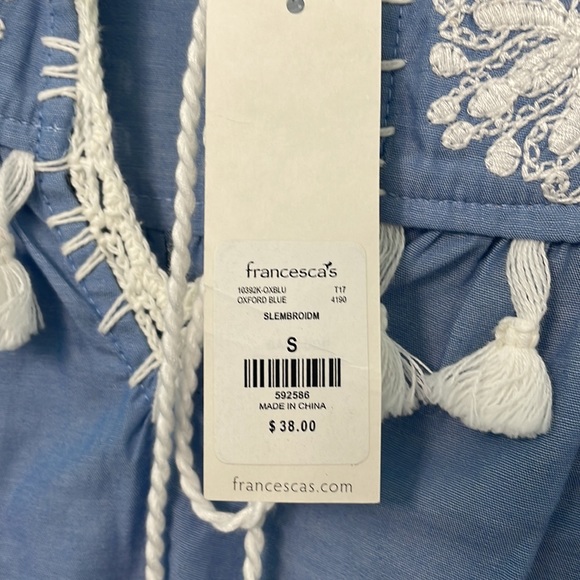 francesca's
10392K-OXBLU T17
OXFORD BLUE 4190
SLEMBROIDM
S
592586
MADE IN CHINA
$ 38.00
francescas.com